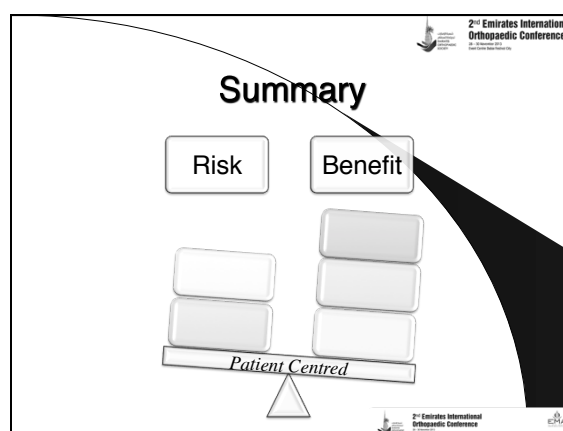 2nd Emirates International
Orthopaedic Conference
Summary
Risk
Benefit
Patient Centred
2nd Emirates International
Orthopaedic Conference